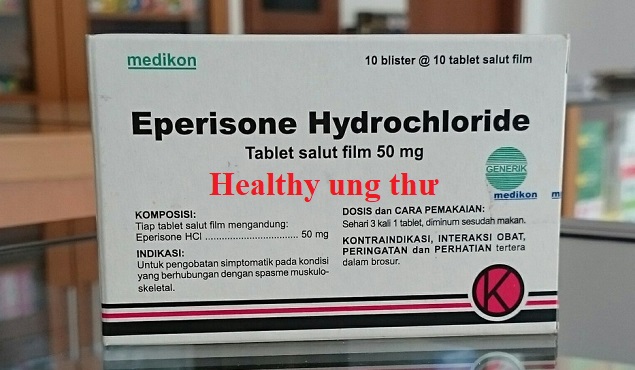 medikon
10 blister @ 10 tablet salut film
Eperisone Hydrochloride
Tablet salut film 50 mg
GENERIK
medikon
m
Healthy ung thư
KOMPOSISI:
Tiap tablet salut film mengandung:
Eperisone HCl ................................. 50 mg
INDIKASI:
Untuk pengobatan simptomatik pada kondisi
yang berhubungan dengan spasme muskulo-
skeletal.
DOSIS dan CARA PEMAKAIAN:
Sehari 3 kali 1 tablet, diminum sesudah makan.
KONTRAINDIKASI, INTERAKSI OBAT,
PERINGATAN dan PERHATIAN tertera
dalam brosur.
K